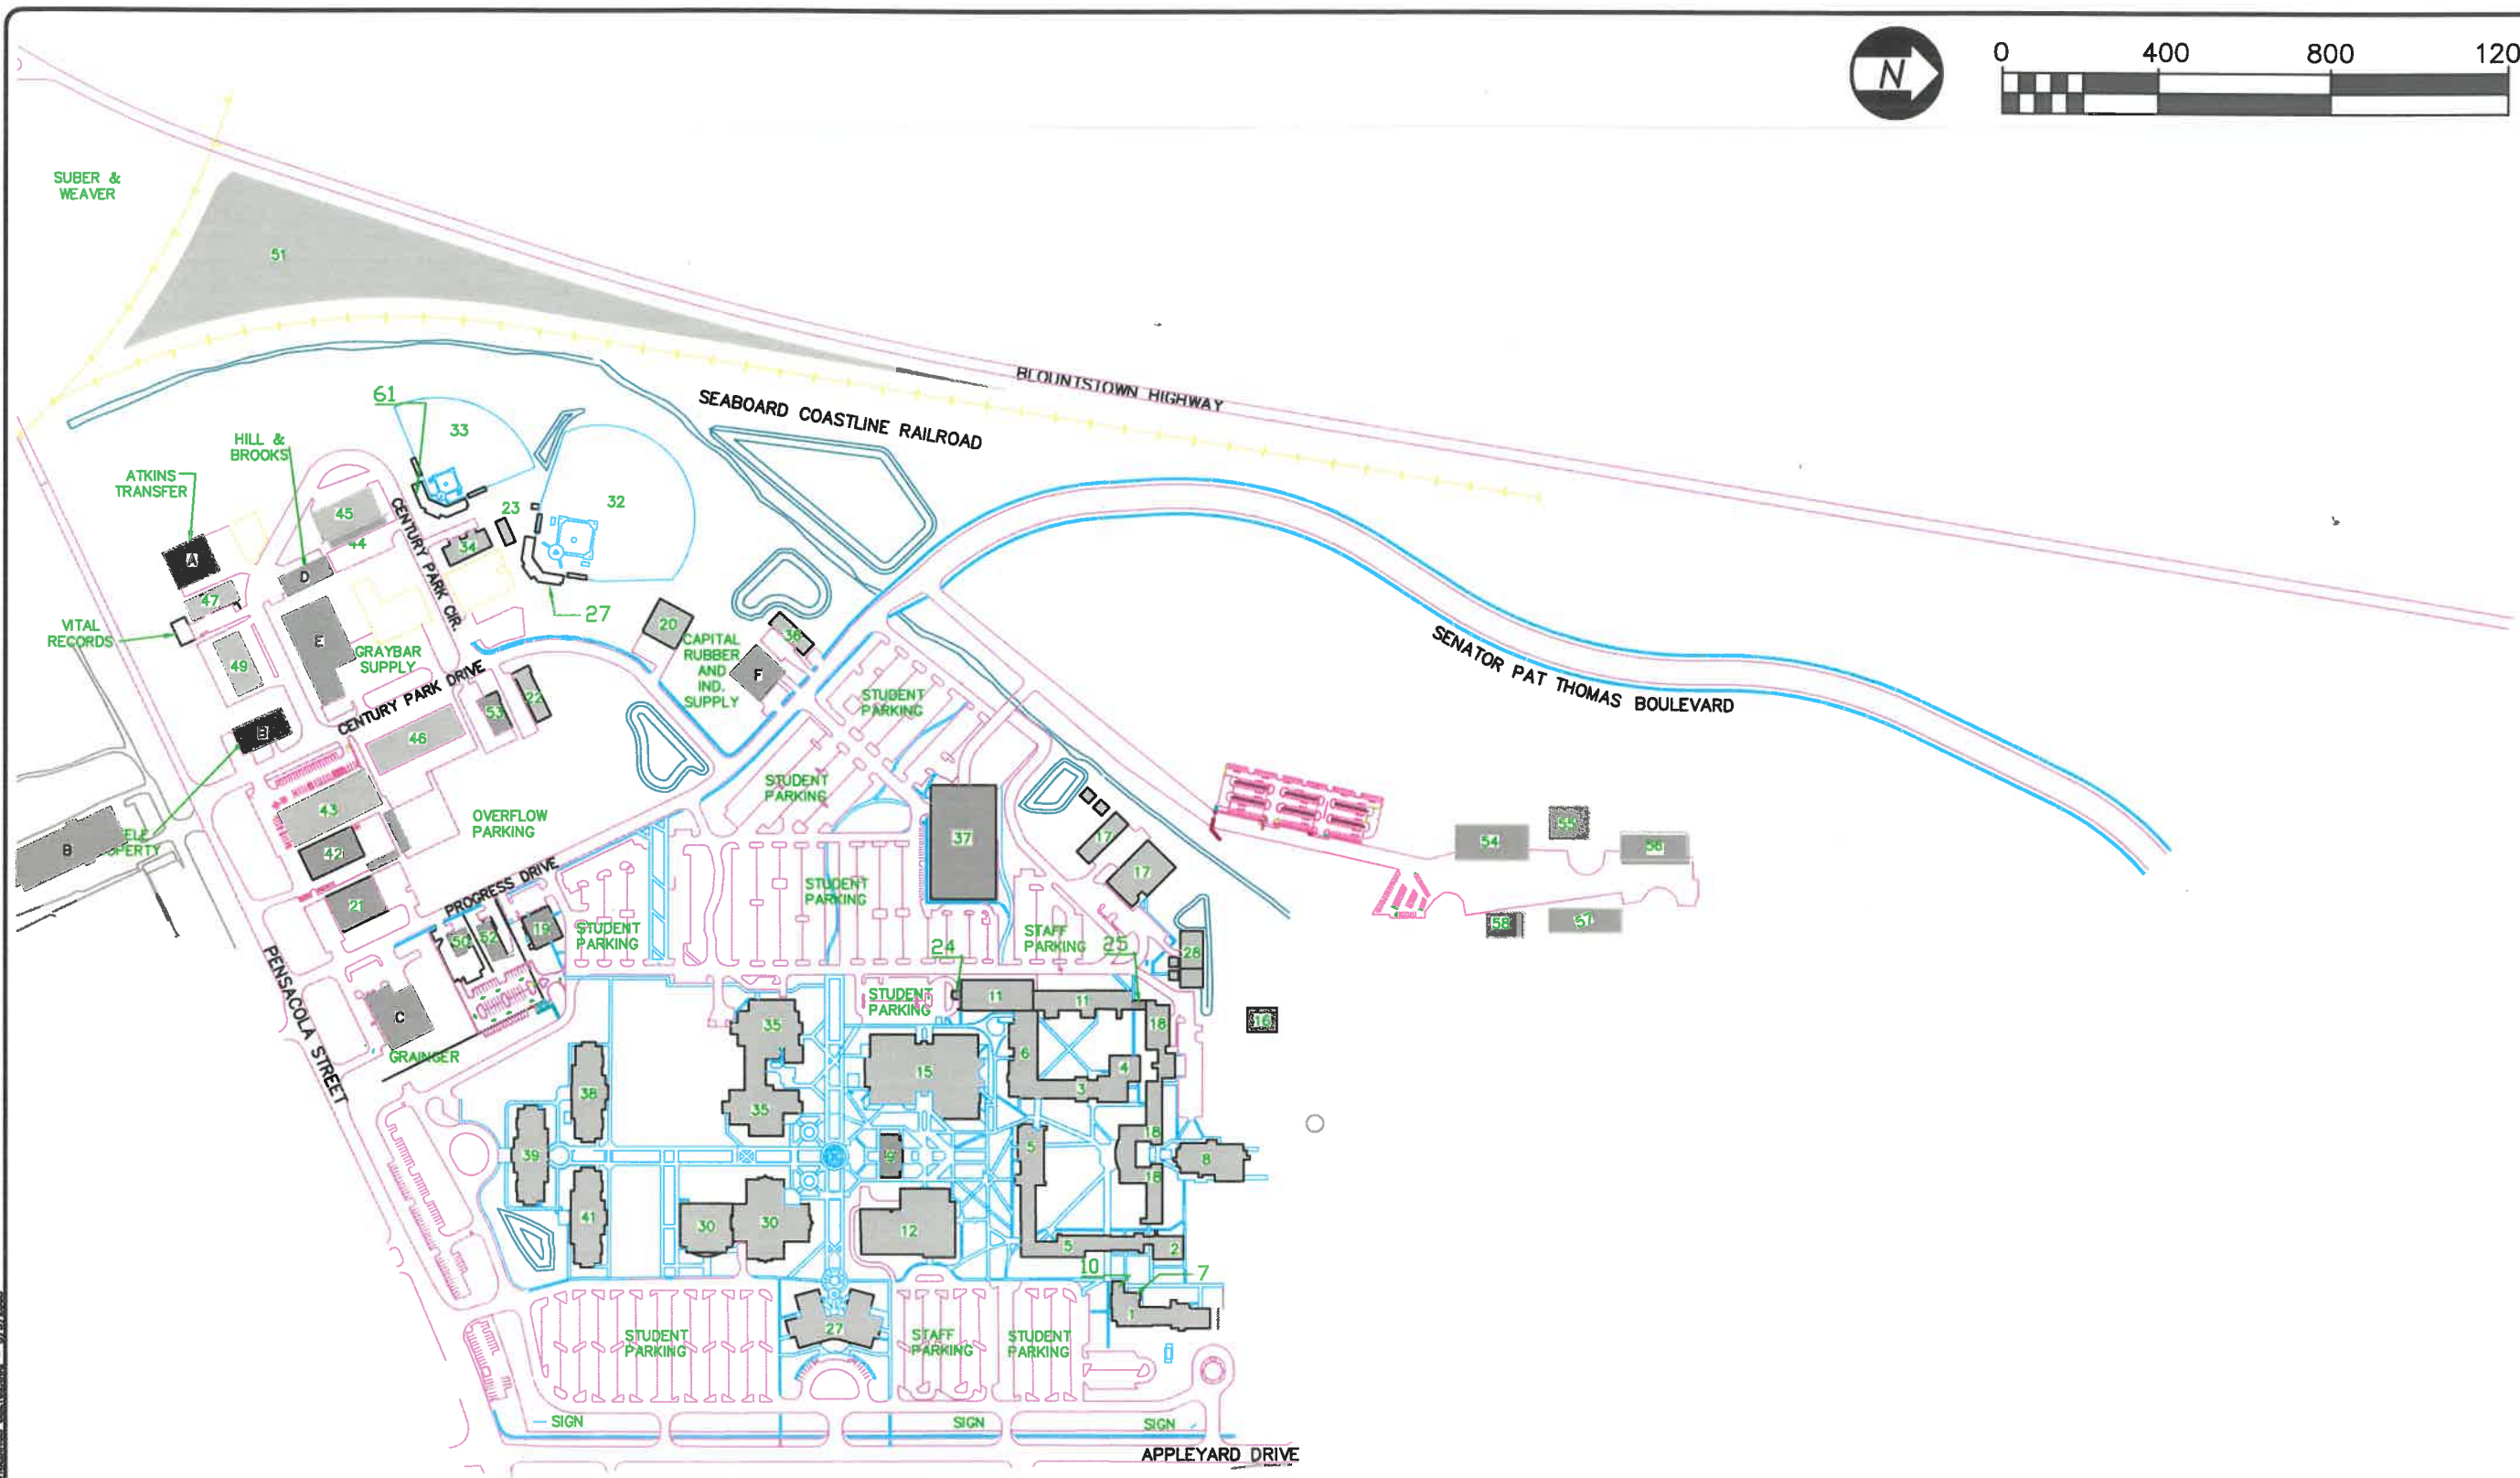 N
0 400 800 120
SUBER &
WEAVER
51
BLOUNTSTOWN HIGHWAY
SEABOARD COASTLINE RAILROAD
61
33
HILL &
BROOKS
ATKINS
TRANSFER
45
44
CENTURY PARK CIR.
23
32
34
A
D
47
27
VITAL
RECORDS
E
49
GRAYBAR
SUPPLY
20
CAPITAL
RUBBER
AND
IND.
SUPPLY
36
F
SENATOR PAT THOMAS BOULEVARD
STUDENT
PARKING
22
53
CENTURY PARK DRIVE
B
46
STUDENT
PARKING
43
OVERFLOW
PARKING
42
B
37
17
17
54
55
56
57
58
PROGRESS DRIVE
21
STUDENT
PARKING
50
52
19
STUDENT
PARKING
STAFF
PARKING
24
25
28
PENSACOLA STREET
C
GRAINGER
STUDENT
PARKING
11
11
18
16
35
35
15
6
4
3
38
39
41
9
5
18
18
8
30
30
12
5
2
10
7
1
27
STUDENT
PARKING
STAFF
PARKING
STUDENT
PARKING
SIGN
SIGN
SIGN
APPLEYARD DRIVE